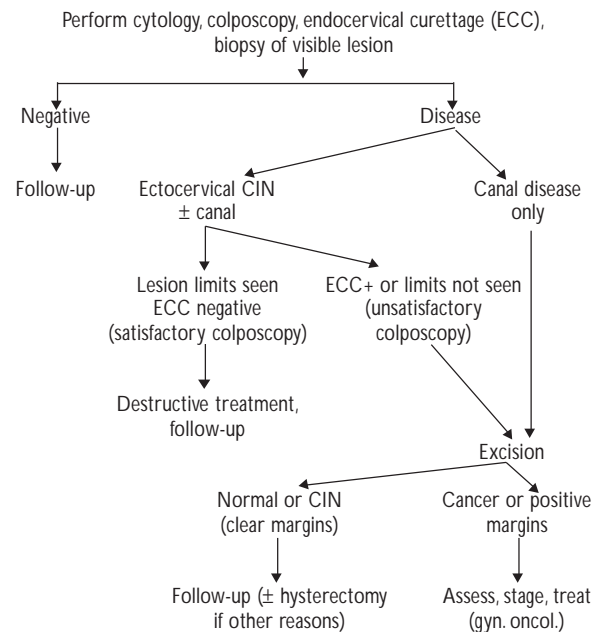 Perform cytology, colposcopy, endocervical curettage (ECC),
biopsy of visible lesion
Negative
Disease
Follow-up
Ectocervical CIN
± canal
Canal disease
only
Lesion limits seen
ECC negative
(satisfactory colposcopy)
ECC+ or limits not seen
(unsatisfactory
colposcopy)
Destructive treatment,
follow-up
Excision
Normal or CIN
(clear margins)
Cancer or positive
margins
Follow-up (± hysterectomy
if other reasons)
Assess, stage, treat
(gyn. oncol.)